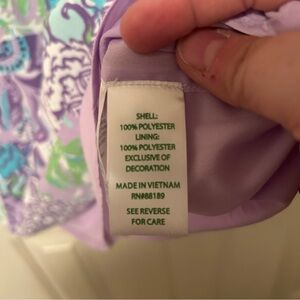 SHELL:
100% POLYESTER
LINING:
100% POLYESTER
EXCLUSIVE OF
DECORATION
MADE IN VIETNAM
RN#88189
SEE REVERSE
FOR CARE